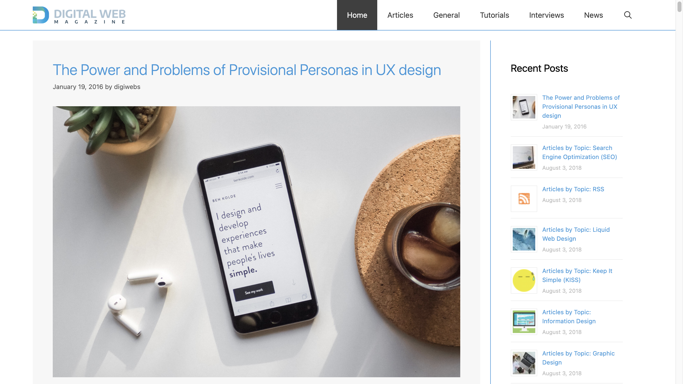 DIGITAL WEB
MAGAZINE
Home
Articles
General
Tutorials
Interviews
News
The Power and Problems of Provisional Personas in UX design
January 19, 2016 by digiwebs
BEN KOLDE
I design and
develop
experiences
that make
people's lives
simple.
See my work
Recent Posts
The Power and Problems of
Provisional Personas in UX
design
January 19, 2016
Articles by Topic: Search
Engine Optimization (SEO)
August 3, 2018
Articles by Topic: RSS
August 3, 2018
Articles by Topic: Liquid
Web Design
August 3, 2018
Articles by Topic: Keep It
Simple (KISS)
August 3, 2018
Articles by Topic:
Information Design
August 3, 2018
Articles by Topic: Graphic
Design
August 3, 2018